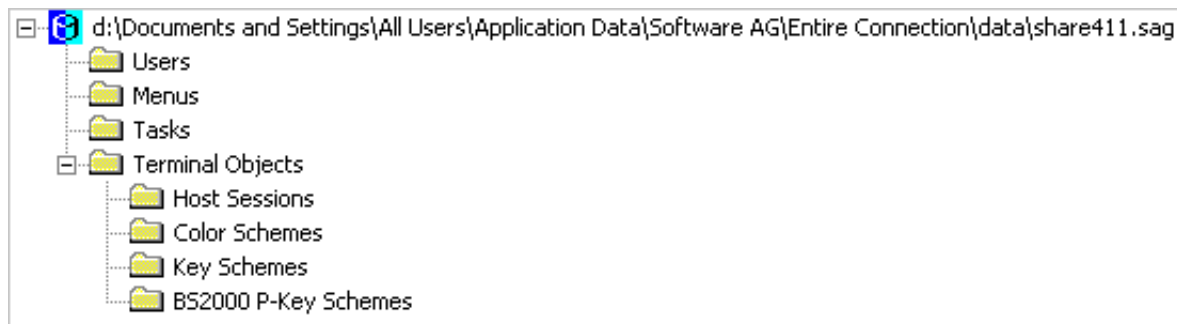 d:\Documents and Settings\All Users\Application Data\Software AG\Entire Connection\data\share411.sag
Users
Menus
Tasks
Terminal Objects
Host Sessions
Color Schemes
Key Schemes
BS2000 P-Key Schemes